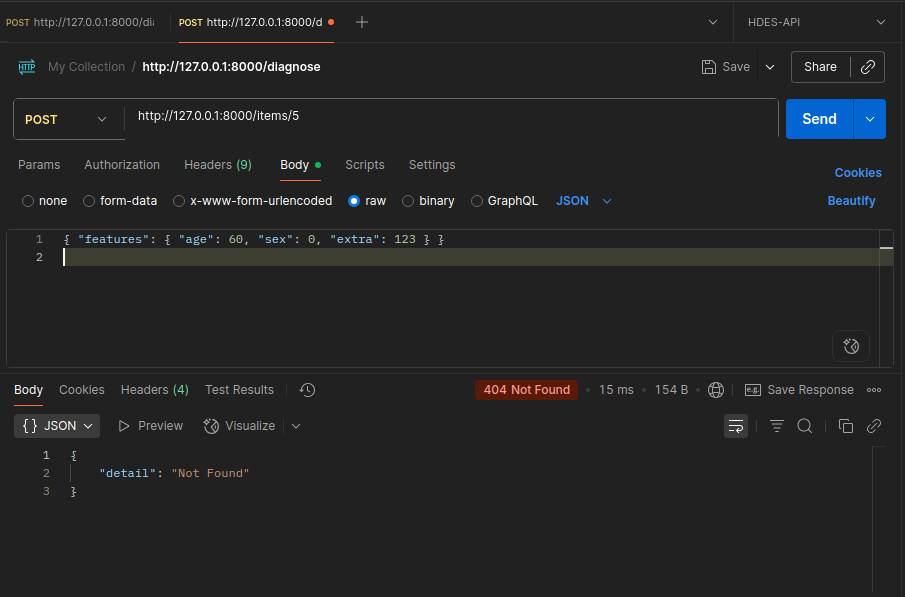 POST http://127.0.0.1:8000/dia
POST http://127.0.0.1:8000/d
HDES-API
HTTP My Collection / http://127.0.0.1:8000/diagnose
Save
Share
POST
http://127.0.0.1:8000/items/5
Send
Params Authorization Headers (9) Body Scripts Settings
Cookies
none form-data x-www-form-urlencoded raw binary GraphQL JSON
Beautify
1 { "features": { "age": 60, "sex": 0, "extra": 123 } }
2
Body Cookies Headers (4) Test Results
404 Not Found • 15 ms • 154 B • e.g. Save Response
{} JSON Preview Visualize
1 {
2 "detail": "Not Found"
3 }